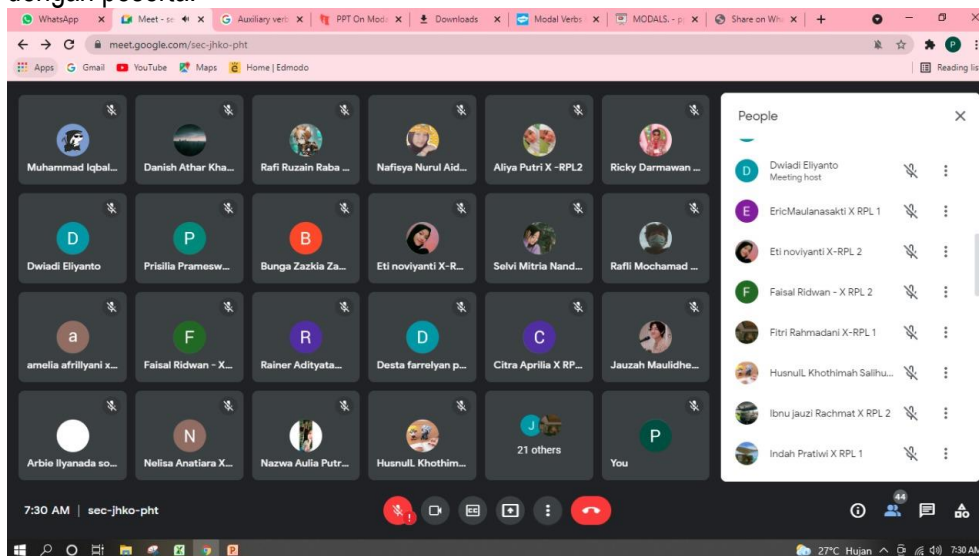 dengan peserta.
WhatsApp
Meet - se
Auxiliary verb
PPT On Moda
Downloads
Modal Verbs
MODALS. - p
Share on Wh
meet.google.com/sec-jhko-pht
P
Apps Gmail YouTube Maps Home | Edmodo Reading lis
Muhammad Iqbal... Danish Athar Kha... Rafi Ruzain Raba ... Nafisya Nurul Aid... Aliya Putri X -RPL2 Ricky Darmawan ...
D P B
Dwiadi Eliyanto Prisilia Pramesw... Bunga Zazkia Za... Eti noviyanti X-R... Selvi Mitria Nand... Rafli Mochamad ...
a F R D C
amelia afrillyani x... Faisal Ridwan - X... Rainer Adityata... Desta farrelyan p... Citra Aprilia X RP... Jauzah Maulidhe...
N J P
Arbie Ilyanada so... Nelisa Anatiara X... Nazwa Aulia Putr... HusnulL Khothim... 21 others You
People
D Dwiadi Eliyanto
Meeting host
E EricMaulanasakti X RPL 1
Eti noviyanti X-RPL 2
F Faisal Ridwan - X RPL 2
Fitri Rahmadani X-RPL 1
HusnulL Khothimah Salihu...
Ibnu jauzi Rachmat X RPL 2
Indah Pratiwi X RPL 1
7:30 AM | sec-jhko-pht
44
27°C Hujan 7:30 AM